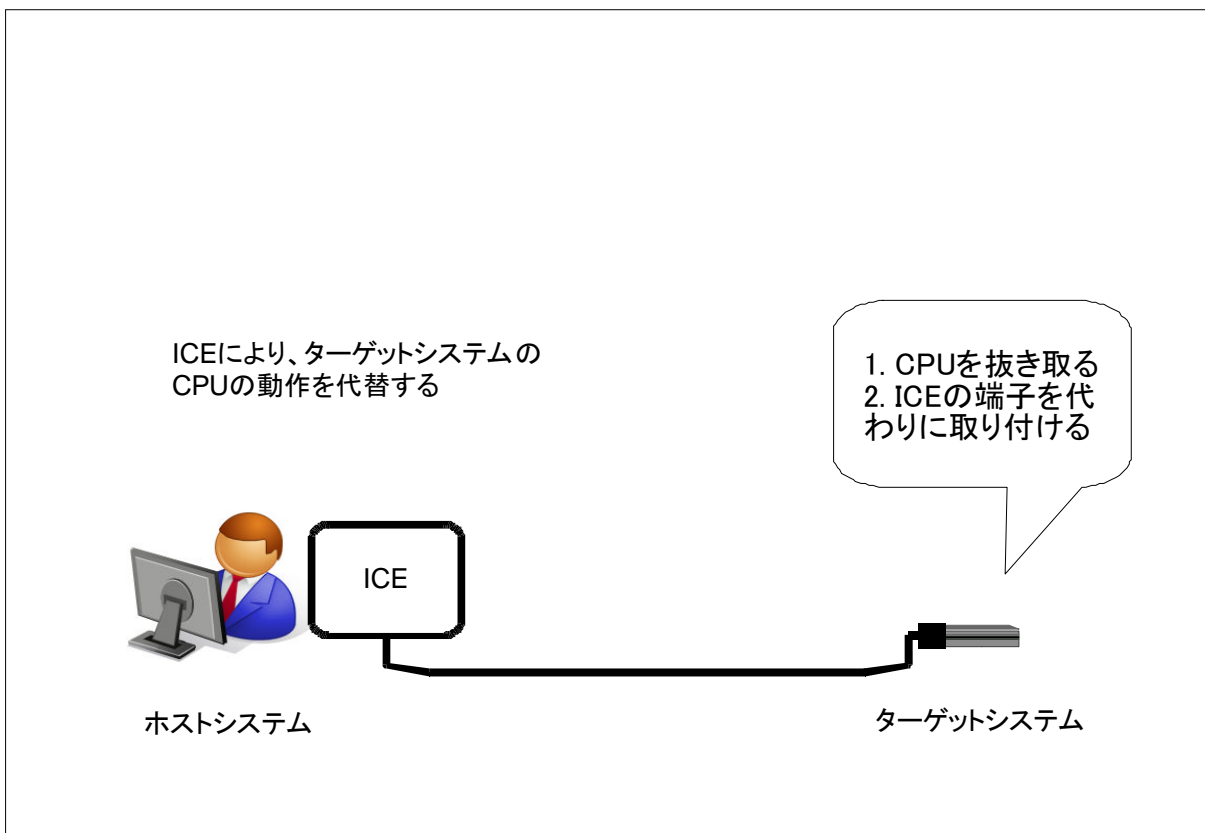 ICEにより、ターゲットシステムの
CPUの動作を代替する
1. CPUを抜き取る
2. ICEの端子を代
わりに取り付ける
ICE
ホストシステム
ターゲットシステム